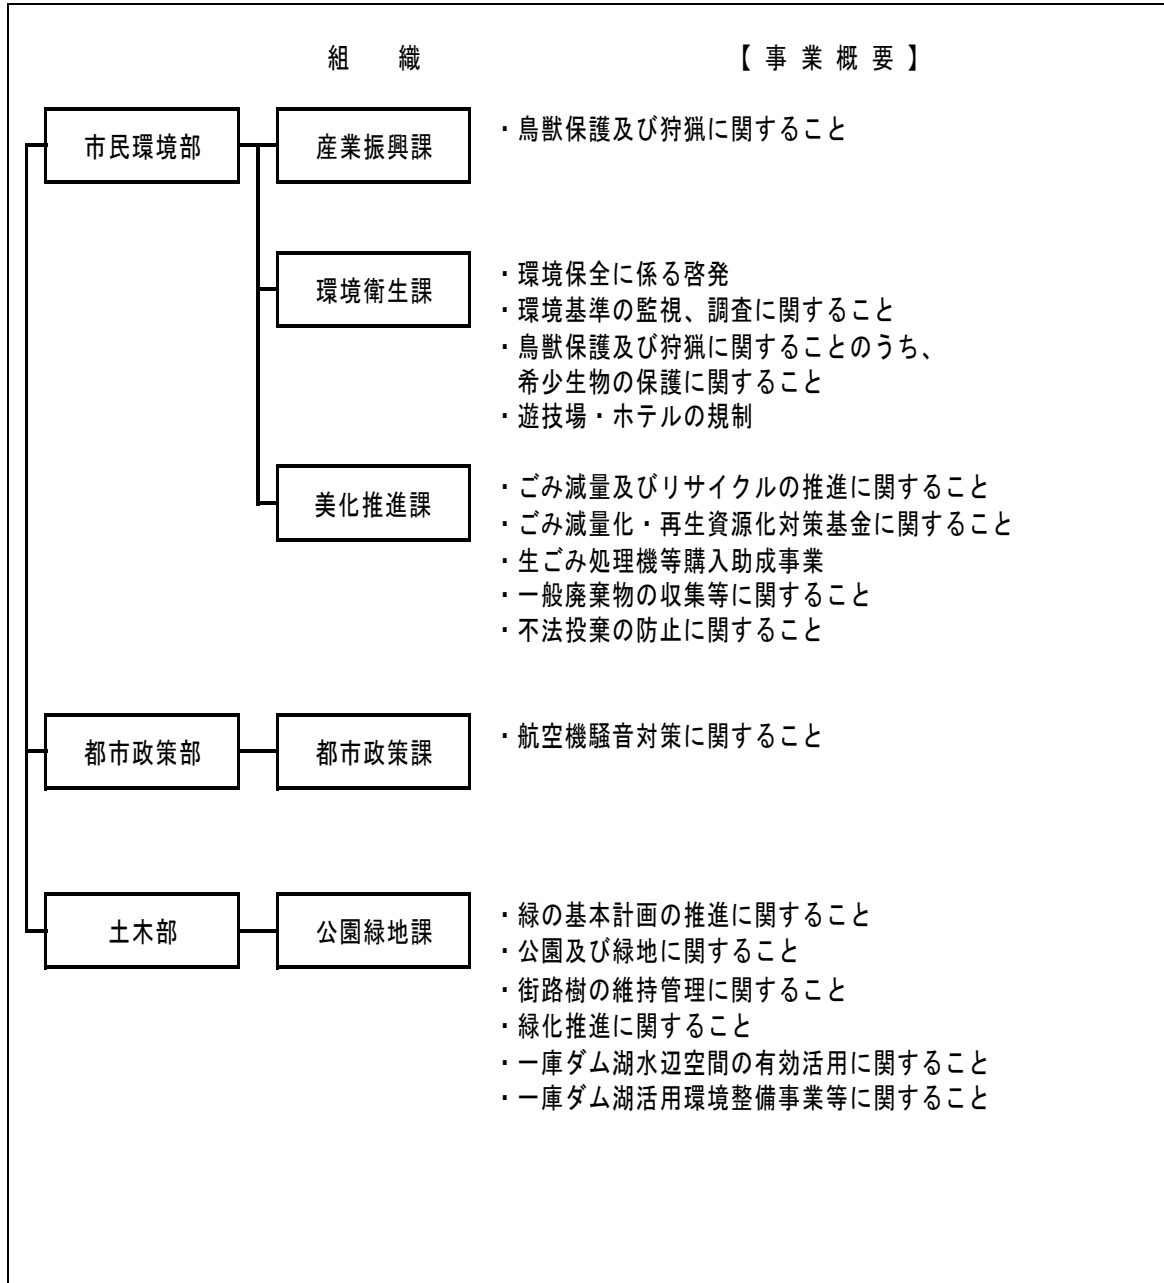 組　織
【事業概要】
市民環境部
産業振興課
・鳥獣保護及び狩猟に関すること
環境衛生課
・環境保全に係る啓発
・環境基準の監視、調査に関すること
・鳥獣保護及び狩猟に関することのうち、
希少生物の保護に関すること
・遊技場・ホテルの規制
美化推進課
・ごみ減量及びリサイクルの推進に関すること
・ごみ減量化・再生資源化対策基金に関すること
・生ごみ処理機等購入助成事業
・一般廃棄物の収集等に関すること
・不法投棄の防止に関すること
都市政策部
都市政策課
・航空機騒音対策に関すること
土木部
公園緑地課
・緑の基本計画の推進に関すること
・公園及び緑地に関すること
・街路樹の維持管理に関すること
・緑化推進に関すること
・一庫ダム湖水辺空間の有効活用に関すること
・一庫ダム湖活用環境整備事業等に関すること